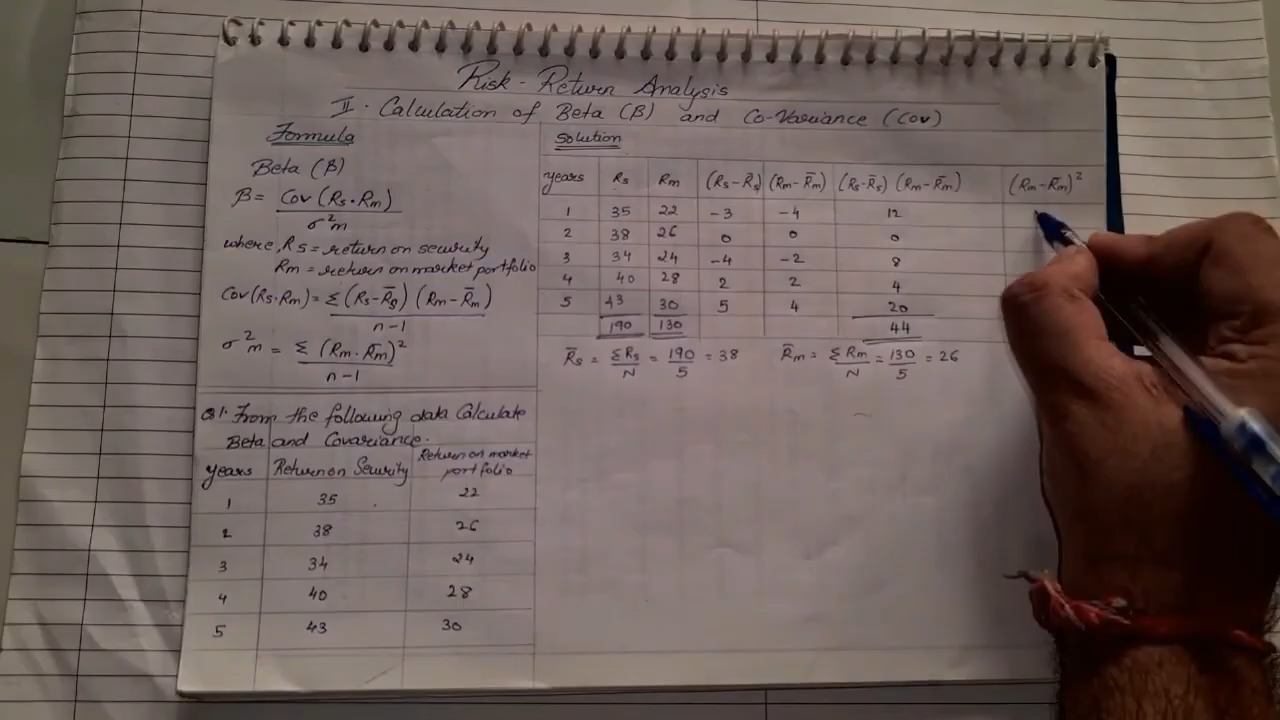 Risk - Return Analysis
II. Calculation of Beta (β) and Co-Variance (Cov)
Formula
Beta (β)
β = Cov (Rs·Rm)
σ²m
where, Rs = return on security
Rm = return on market portfolio
Cov (Rs·Rm) = Σ (Rs-R̄s) (Rm-R̄m)
n-1
σ²m = Σ (Rm-R̄m)²
n-1
Q1. From the following data Calculate
Beta and Covariance.
years Return on Security Return on market portfolio
1 35 22
2 38 26
3 34 24
4 40 28
5 43 30
Solution
years Rs Rm (Rs-R̄s) (Rm-R̄m) (Rs-R̄s) (Rm-R̄m) (Rm-R̄m)²
1 35 22 -3 -4 12
2 38 26 0 0 0
3 34 24 -4 -2 8
4 40 28 2 2 4
5 43 30 5 4 20
190 130 44
R̄s = ΣRs/N = 190/5 = 38 R̄m = ΣRm/N = 130/5 = 26